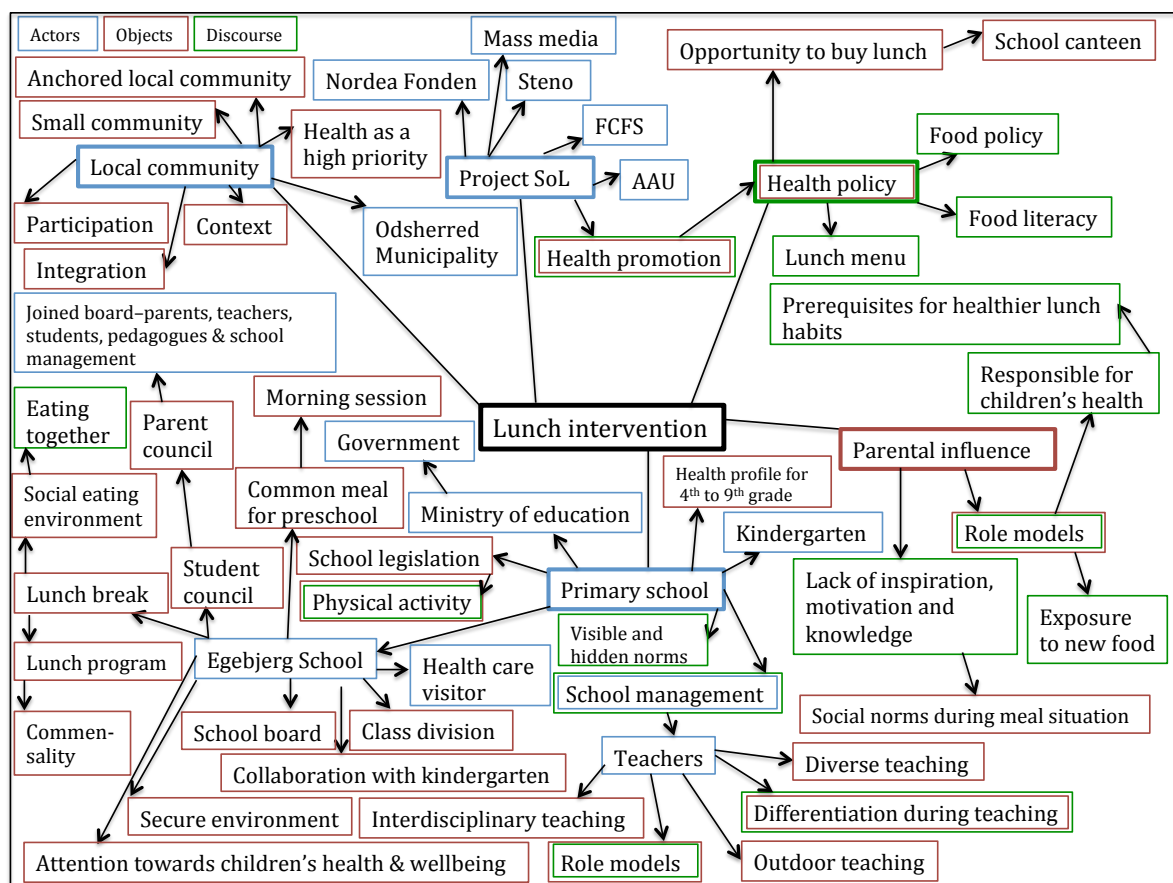 Actors
Objects
Discourse
Mass media
Opportunity to buy lunch
School canteen
Anchored local community
Nordea Fonden
Steno
Small community
Health as a
high priority
FCFS
Food policy
Local community
Project SoL
AAU
Health policy
Participation
Context
Odsherred
Municipality
Food literacy
Integration
Health promotion
Lunch menu
Joined board–parents, teachers,
students, pedagogues & school
management
Prerequisites for healthier lunch
habits
Responsible for
children's health
Eating
together
Parent
council
Morning session
Government
Lunch intervention
Parental influence
Social eating
environment
Common meal
for preschool
Ministry of education
Health profile for
4th to 9th grade
Kindergarten
Role models
School legislation
Lunch break
Student
council
Physical activity
Primary school
Lack of inspiration,
motivation and
knowledge
Exposure
to new food
Lunch program
Egebjerg School
Health care
visitor
Visible and
hidden norms
School management
Social norms during meal situation
Commen-
sality
School board
Class division
Teachers
Diverse teaching
Collaboration with kindergarten
Secure environment
Interdisciplinary teaching
Differentiation during teaching
Attention towards children's health & wellbeing
Role models
Outdoor teaching